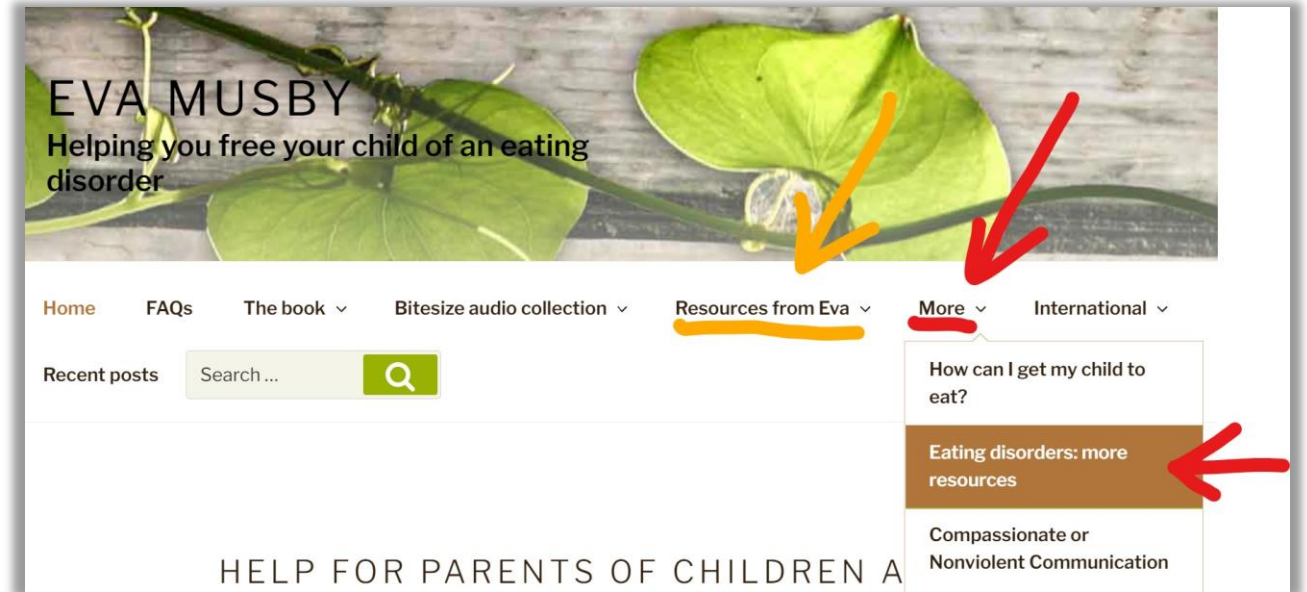 EVA MUSBY
Helping you free your child of an eating
disorder
Home FAQs The book Bitesize audio collection Resources from Eva More International
Recent posts Search ...
How can I get my child to
eat?
Eating disorders: more
resources
Compassionate or
Nonviolent Communication
HELP FOR PARENTS OF CHILDREN A